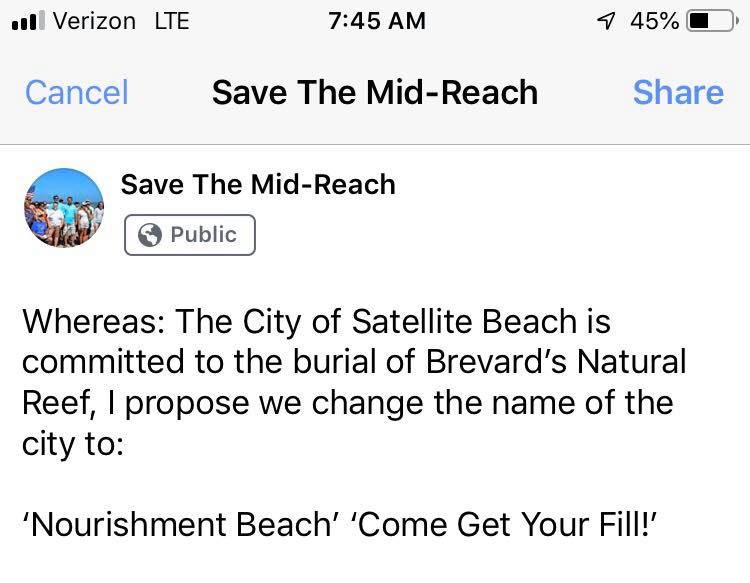 Verizon LTE 7:45 AM 45%
Cancel Save The Mid-Reach Share
Save The Mid-Reach
Public
Whereas: The City of Satellite Beach is
committed to the burial of Brevard’s Natural
Reef, I propose we change the name of the
city to:
‘Nourishment Beach’ ‘Come Get Your Fill!’